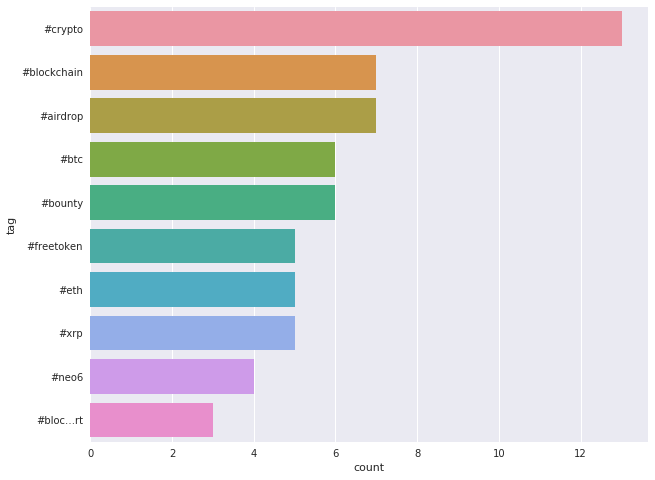 #crypto
#blockchain
#airdrop
#btc
#bounty
#freetoken
#eth
#xrp
#neo6
#bloc...rt
tag
0 2 4 6 8 10 12
count